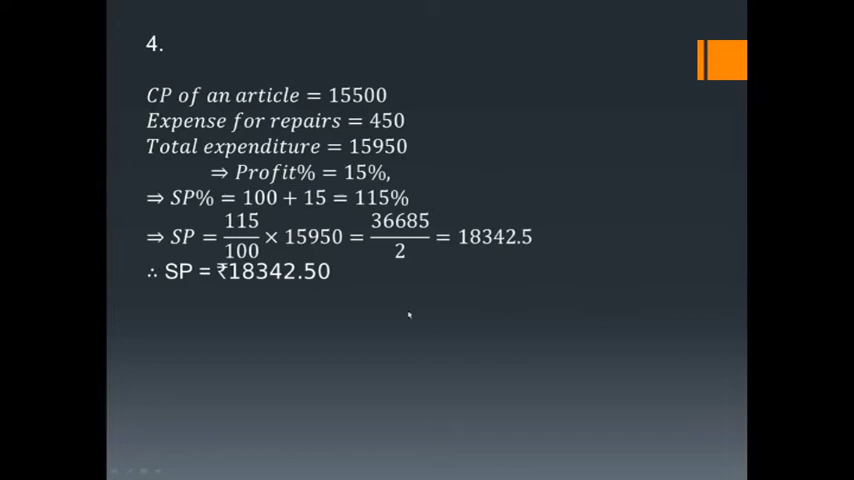 4.
CP of an article = 15500
Expense for repairs = 450
Total expenditure = 15950
⇒ Profit% = 15%,
⇒ SP% = 100 + 15 = 115%
⇒ SP = 115/100 × 15950 = 36685/2 = 18342.5
∴ SP = ₹18342.50